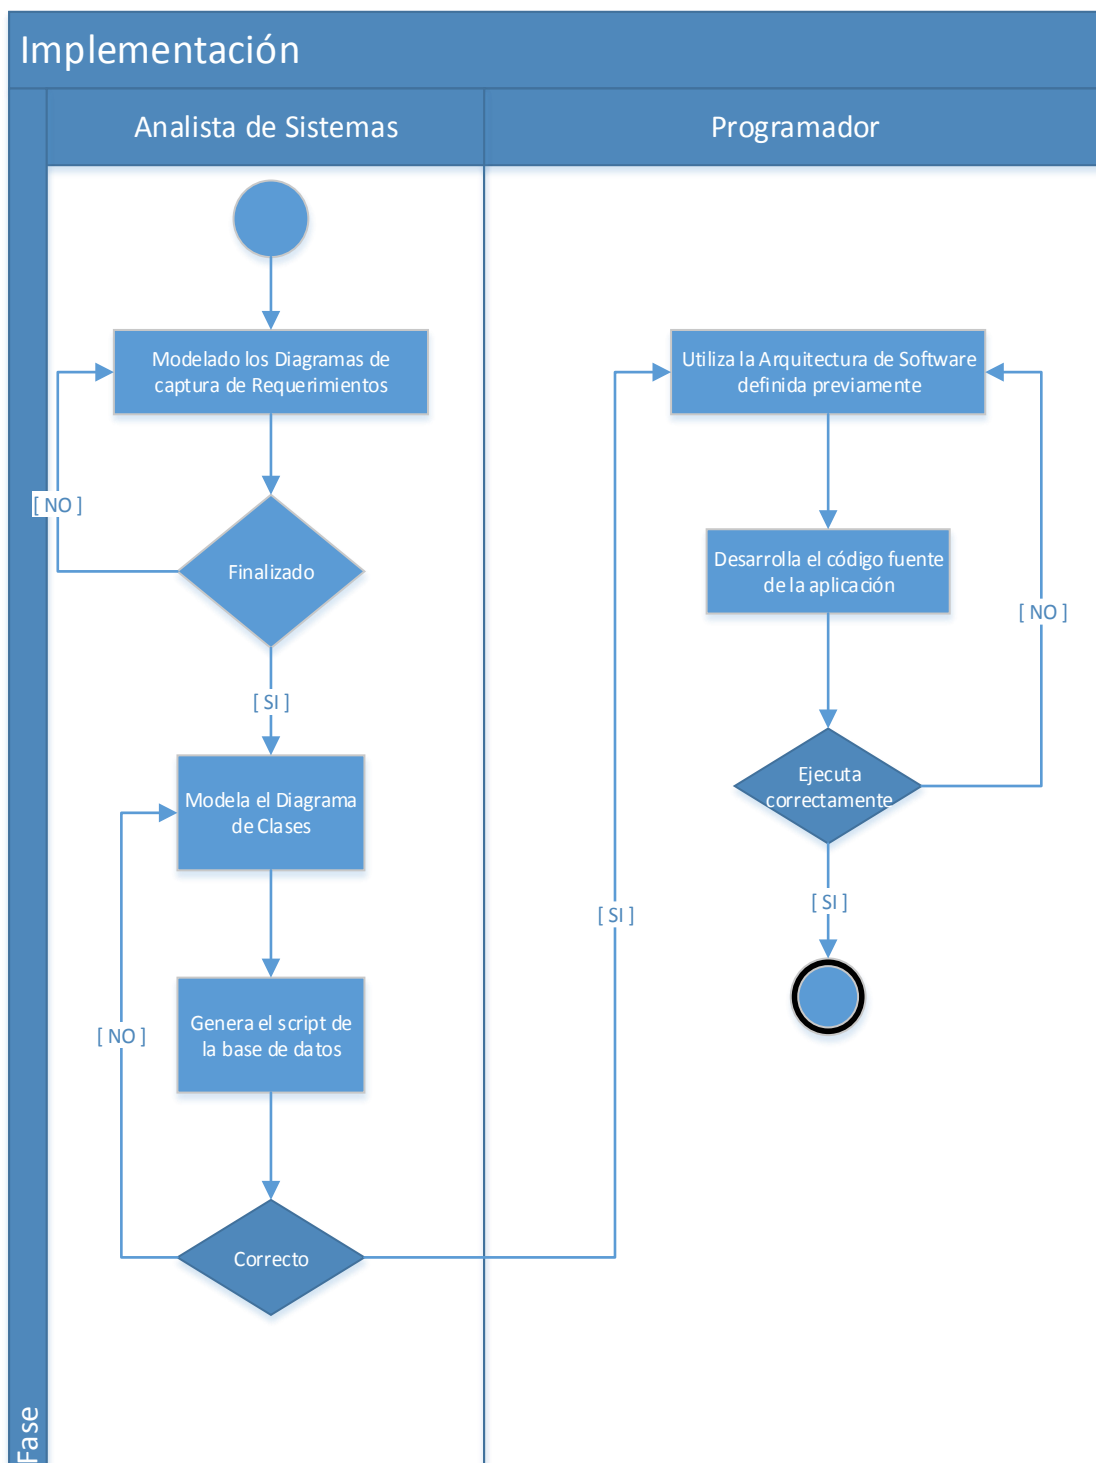 Implementación
Analista de Sistemas
Programador
Modelado los Diagramas de
captura de Requerimientos
[ NO ]
Finalizado
[ SI ]
Modela el Diagrama
de Clases
[ NO ]
Genera el script de
la base de datos
Correcto
[ SI ]
Utiliza la Arquitectura de Software
definida previamente
Desarrolla el código fuente
de la aplicación
[ NO ]
Ejecuta
correctamente
[ SI ]
Fase